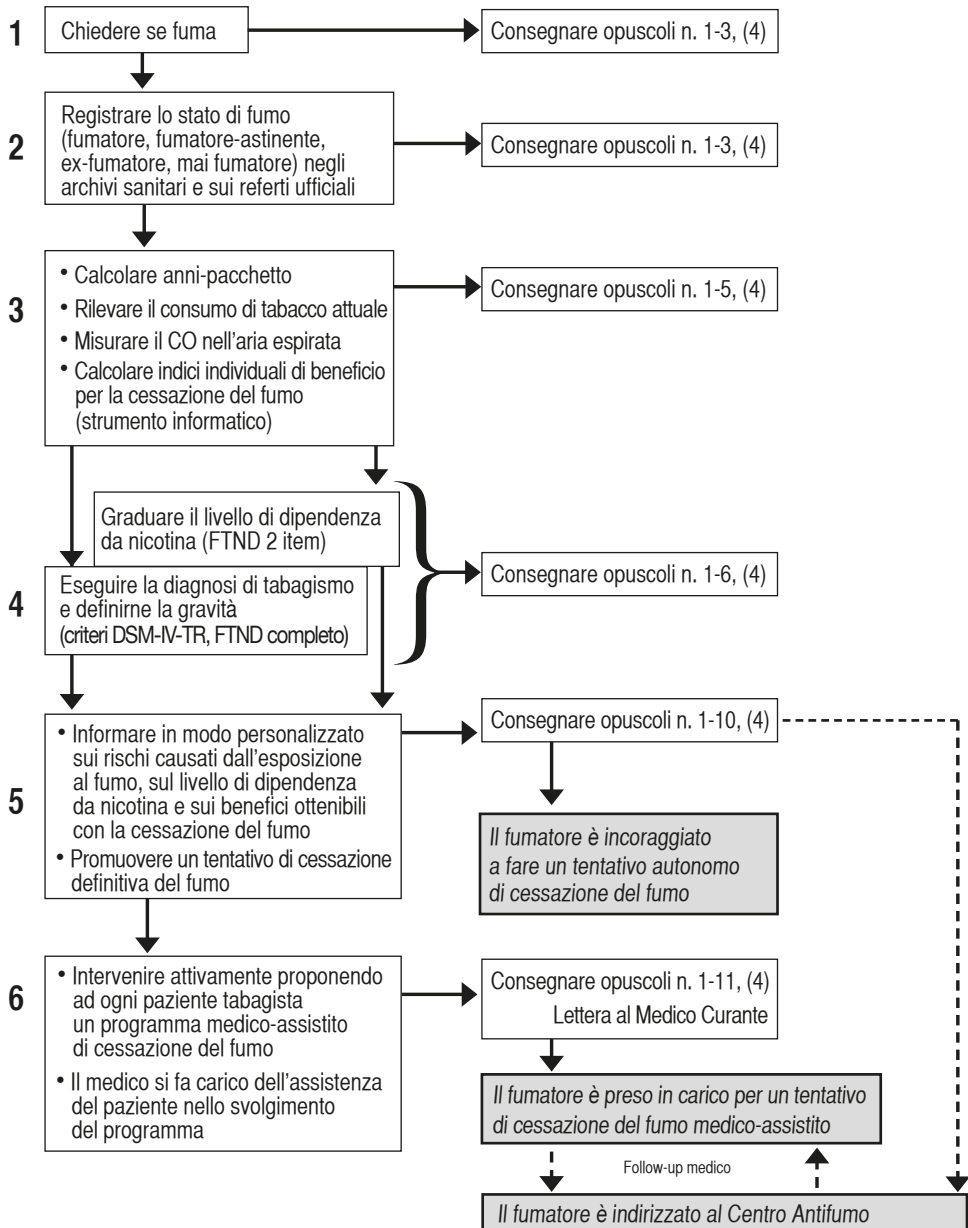 1
Chiedere se fuma
Consegnare opuscoli n. 1-3, (4)
2
Registrare lo stato di fumo
(fumatore, fumatore-astinente,
ex-fumatore, mai fumatore) negli
archivi sanitari e sui referti ufficiali
Consegnare opuscoli n. 1-3, (4)
3
• Calcolare anni-pacchetto
• Rilevare il consumo di tabacco attuale
• Misurare il CO nell'aria espirata
• Calcolare indici individuali di beneficio
per la cessazione del fumo
(strumento informatico)
Consegnare opuscoli n. 1-5, (4)
Graduare il livello di dipendenza
da nicotina (FTND 2 item)
Consegnare opuscoli n. 1-6, (4)
4
Eseguire la diagnosi di tabagismo
e definirne la gravità
(criteri DSM-IV-TR, FTND completo)
5
• Informare in modo personalizzato
sui rischi causati dall'esposizione
al fumo, sul livello di dipendenza
da nicotina e sui benefici ottenibili
con la cessazione del fumo
• Promuovere un tentativo di cessazione
definitiva del fumo
Consegnare opuscoli n. 1-10, (4)
Il fumatore è incoraggiato
a fare un tentativo autonomo
di cessazione del fumo
6
• Intervenire attivamente proponendo
ad ogni paziente tabagista
un programma medico-assistito
di cessazione del fumo
• Il medico si fa carico dell'assistenza
del paziente nello svolgimento
del programma
Consegnare opuscoli n. 1-11, (4)
Lettera al Medico Curante
Il fumatore è preso in carico per un tentativo
di cessazione del fumo medico-assistito
Follow-up medico
Il fumatore è indirizzato al Centro Antifumo